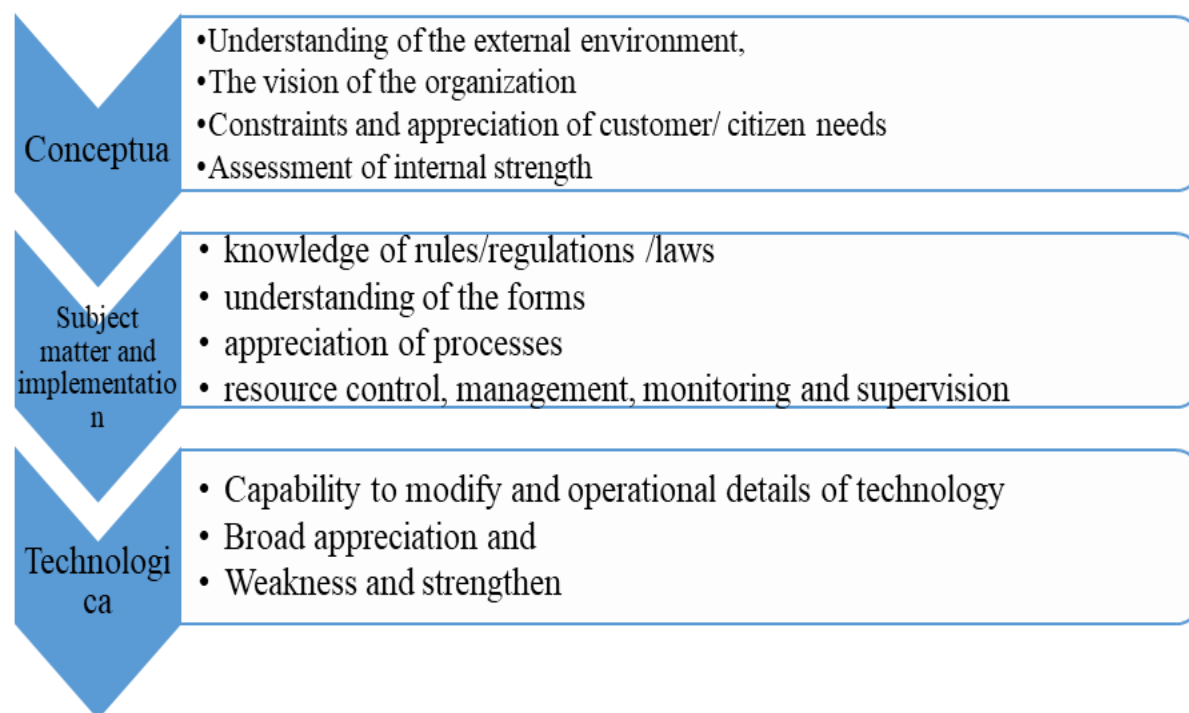 Conceptua
•Understanding of the external environment,
•The vision of the organization
•Constraints and appreciation of customer/ citizen needs
•Assessment of internal strength
Subject
matter and
implementatio
n
• knowledge of rules/regulations /laws
• understanding of the forms
• appreciation of processes
• resource control, management, monitoring and supervision
Technologi
ca
• Capability to modify and operational details of technology
• Broad appreciation and
• Weakness and strengthen